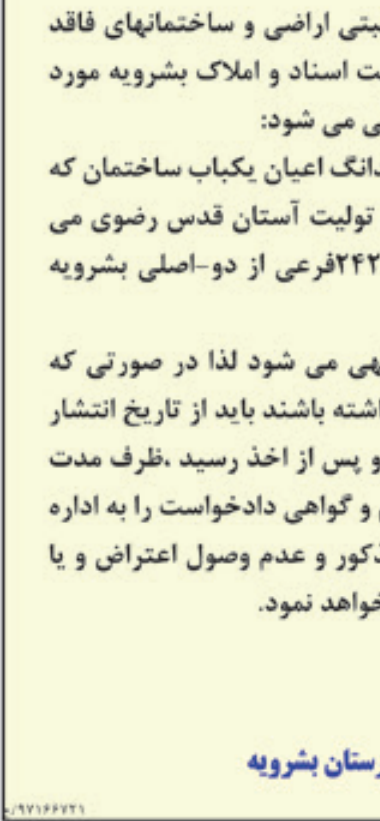 بتی اراضی و ساختمانهای فاقد
ت اسناد و املاک بشرویه مورد
ی می شود:
دانگ اعیان یکباب ساختمان که
تولیت آستان قدس رضوی می
۲۴۲فرعی از دو-اصلی بشرویه
هی می شود لذا در صورتی که
اشته باشند باید از تاریخ انتشار
و پس از اخذ رسید ،ظرف مدت
و گواهی دادخواست را به اداره
ذکور و عدم وصول اعتراض و یا
خواهد نمود.
رستان بشرویه
۹۷۱۶۶۷۲۱/